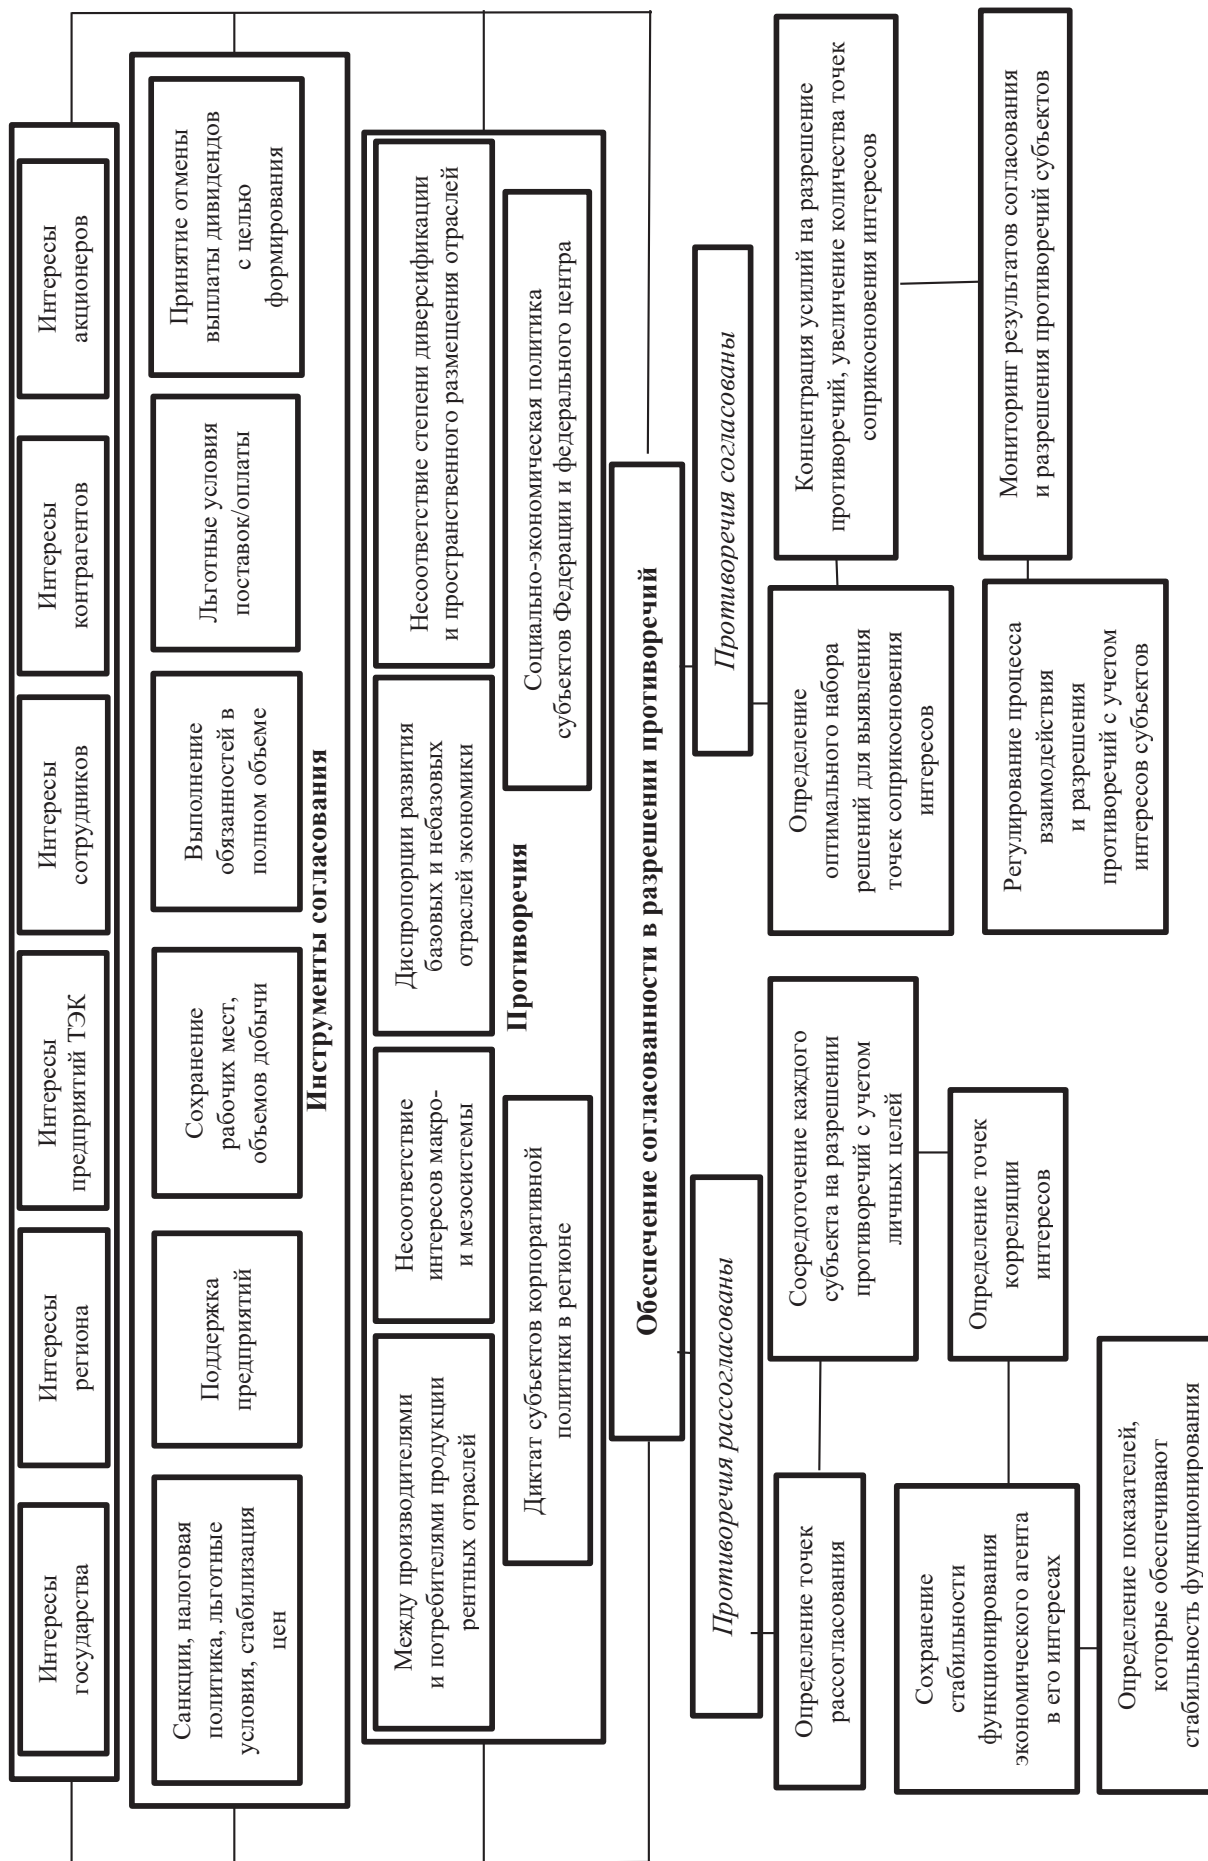 Интересы
государства
Интересы
региона
Интересы
предприятий ТЭК
Интересы
сотрудников
Интересы
контрагентов
Интересы
акционеров
Санкции, налоговая
политика, льготные
условия, стабилизация
цен
Поддержка
предприятий
Сохранение
рабочих мест,
объемов добычи
Выполнение
обязанностей в
полном объеме
Льготные условия
поставок/оплаты
Принятие отмены
выплаты дивидендов
с целью
формирования
Инструменты согласования
Между производителями
и потребителями продукции
рентных отраслей
Несоответствие
интересов макро-
и мезосистемы
Диспропорции развития
базовых и небазовых
отраслей экономики
Несоответствие степени диверсификации
и пространственного размещения отраслей
Диктат субъектов корпоративной
политики в регионе
Противоречия
Социально-экономическая политика
субъектов Федерации и федерального центра
Обеспечение согласованности в разрешении противоречий
Противоречия рассогласованы
Противоречия согласованы
Определение точек
рассогласования
Сосредоточение каждого
субъекта на разрешении
противоречий с учетом
личных целей
Сохранение
стабильности
функционирования
экономического агента
в его интересах
Определение точек
корреляции
интересов
Определение показателей,
которые обеспечивают
стабильность функционирования
Определение
оптимального набора
решений для выявления
точек соприкосновения
интересов
Концентрация усилий на разрешение
противоречий, увеличение количества точек
соприкосновения интересов
Регулирование процесса
взаимодействия
и разрешения
противоречий с учетом
интересов субъектов
Мониторинг результатов согласования
и разрешения противоречий субъектов